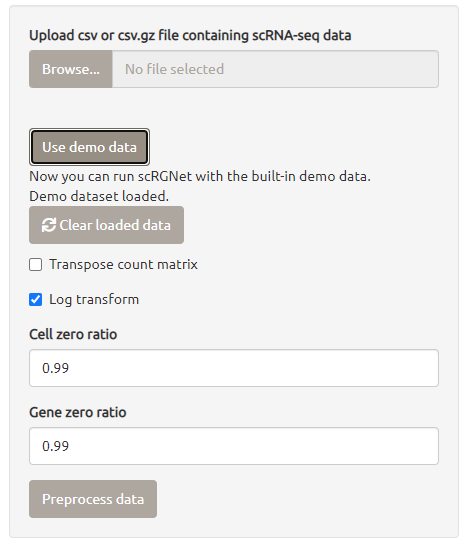 Upload csv or csv.gz file containing scRNA-seq data
Browse... No file selected
Use demo data
Now you can run scRGNet with the built-in demo data.
Demo dataset loaded.
Clear loaded data
Transpose count matrix
Log transform
Cell zero ratio
0.99
Gene zero ratio
0.99
Preprocess data